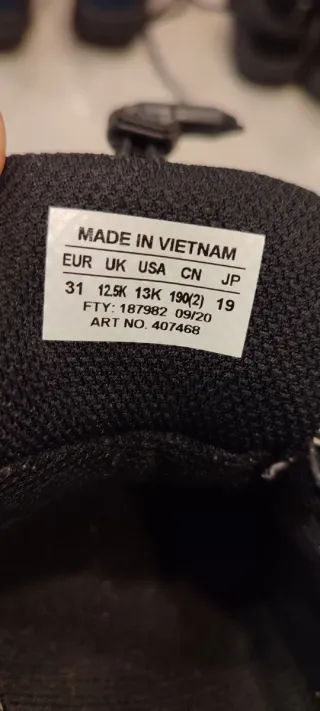 MADE IN VIETNAM
EUR UK USA CN JP
31 12.5K 13K 190(2) 19
FTY: 187982 09/20
ART NO. 407468